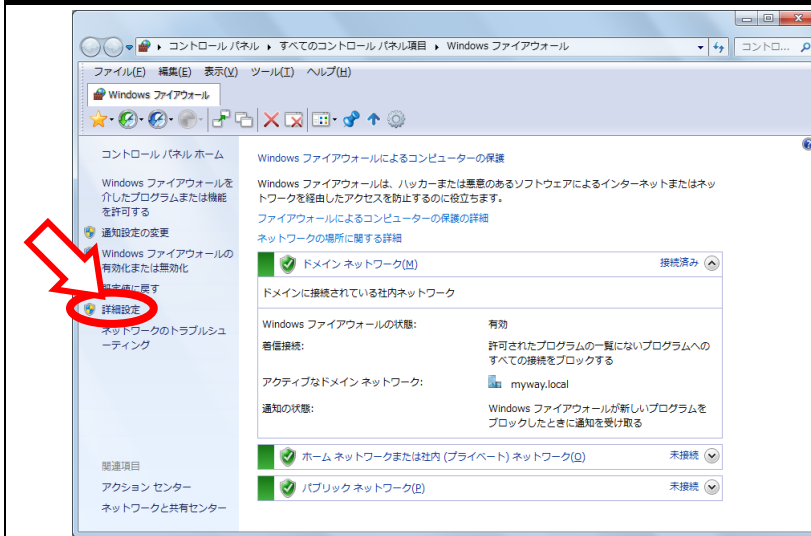 コントロール パネル ▸ すべてのコントロール パネル項目 ▸ Windows ファイアウォール
コントロ...
ファイル(F) 編集(E) 表示(V) ツール(T) ヘルプ(H)
Windows ファイアウォール
コントロール パネル ホーム
Windows ファイアウォールを
介したプログラムまたは機能
を許可する
通知設定の変更
Windows ファイアウォールの
有効化または無効化
既定値に戻す
詳細設定
ネットワークのトラブルシュ
ーティング
関連項目
アクション センター
ネットワークと共有センター
Windows ファイアウォールによるコンピューターの保護
Windows ファイアウォールは、ハッカーまたは悪意のあるソフトウェアによるインターネットまたはネッ
トワークを経由したアクセスを防止するのに役立ちます。
ファイアウォールによるコンピューターの保護の詳細
ネットワークの場所に関する詳細
ドメイン ネットワーク(M) 接続済み
ドメインに接続されている社内ネットワーク
Windows ファイアウォールの状態: 有効
着信接続: 許可されたプログラムの一覧にないプログラムへの
すべての接続をブロックする
アクティブなドメイン ネットワーク: myway.local
通知の状態: Windows ファイアウォールが新しいプログラムを
ブロックしたときに通知を受け取る
ホーム ネットワークまたは社内 (プライベート) ネットワーク(O) 未接続
パブリック ネットワーク(P) 未接続